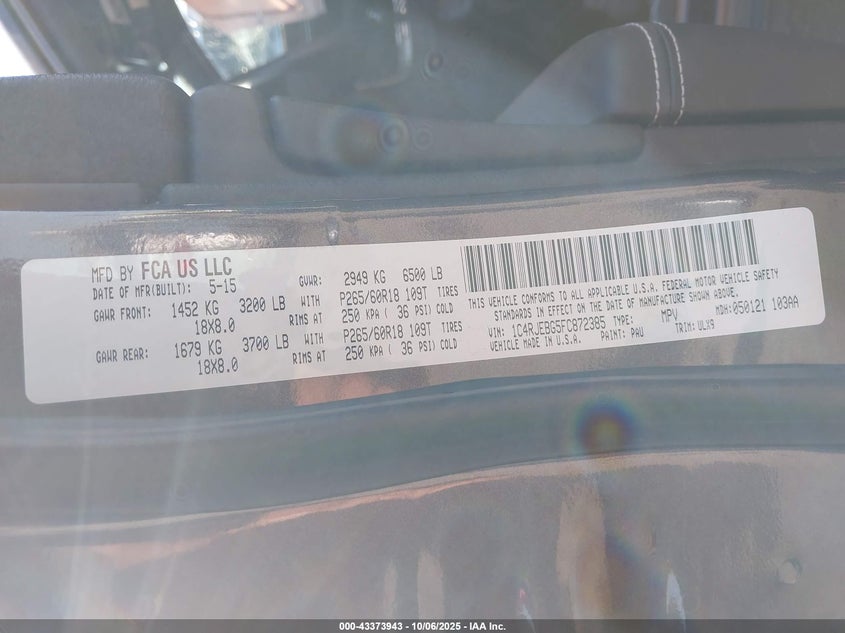 MFD BY FCA US LLC
DATE OF MFR(BUILT): 5-15
GVWR: 2949 KG 6500 LB
GAWR FRONT: 1452 KG 3200 LB WITH P265/60R18 109T TIRES
18X8.0 RIMS AT 250 KPA ( 36 PSI) COLD
GAWR REAR: 1679 KG 3700 LB WITH P265/60R18 109T TIRES
18X8.0 RIMS AT 250 KPA ( 36 PSI) COLD
THIS VEHICLE CONFORMS TO ALL APPLICABLE U.S.A. FEDERAL MOTOR VEHICLE SAFETY
STANDARDS IN EFFECT ON THE DATE OF MANUFACTURE SHOWN ABOVE.
VIN: 1C4RJEBG5FC872385 TYPE: MPV MDH: 050121 103AA
VEHICLE MADE IN U.S.A. PAINT: PAU TRIM: ULX9
000-43373943 - 10/06/2025 - IAA Inc.